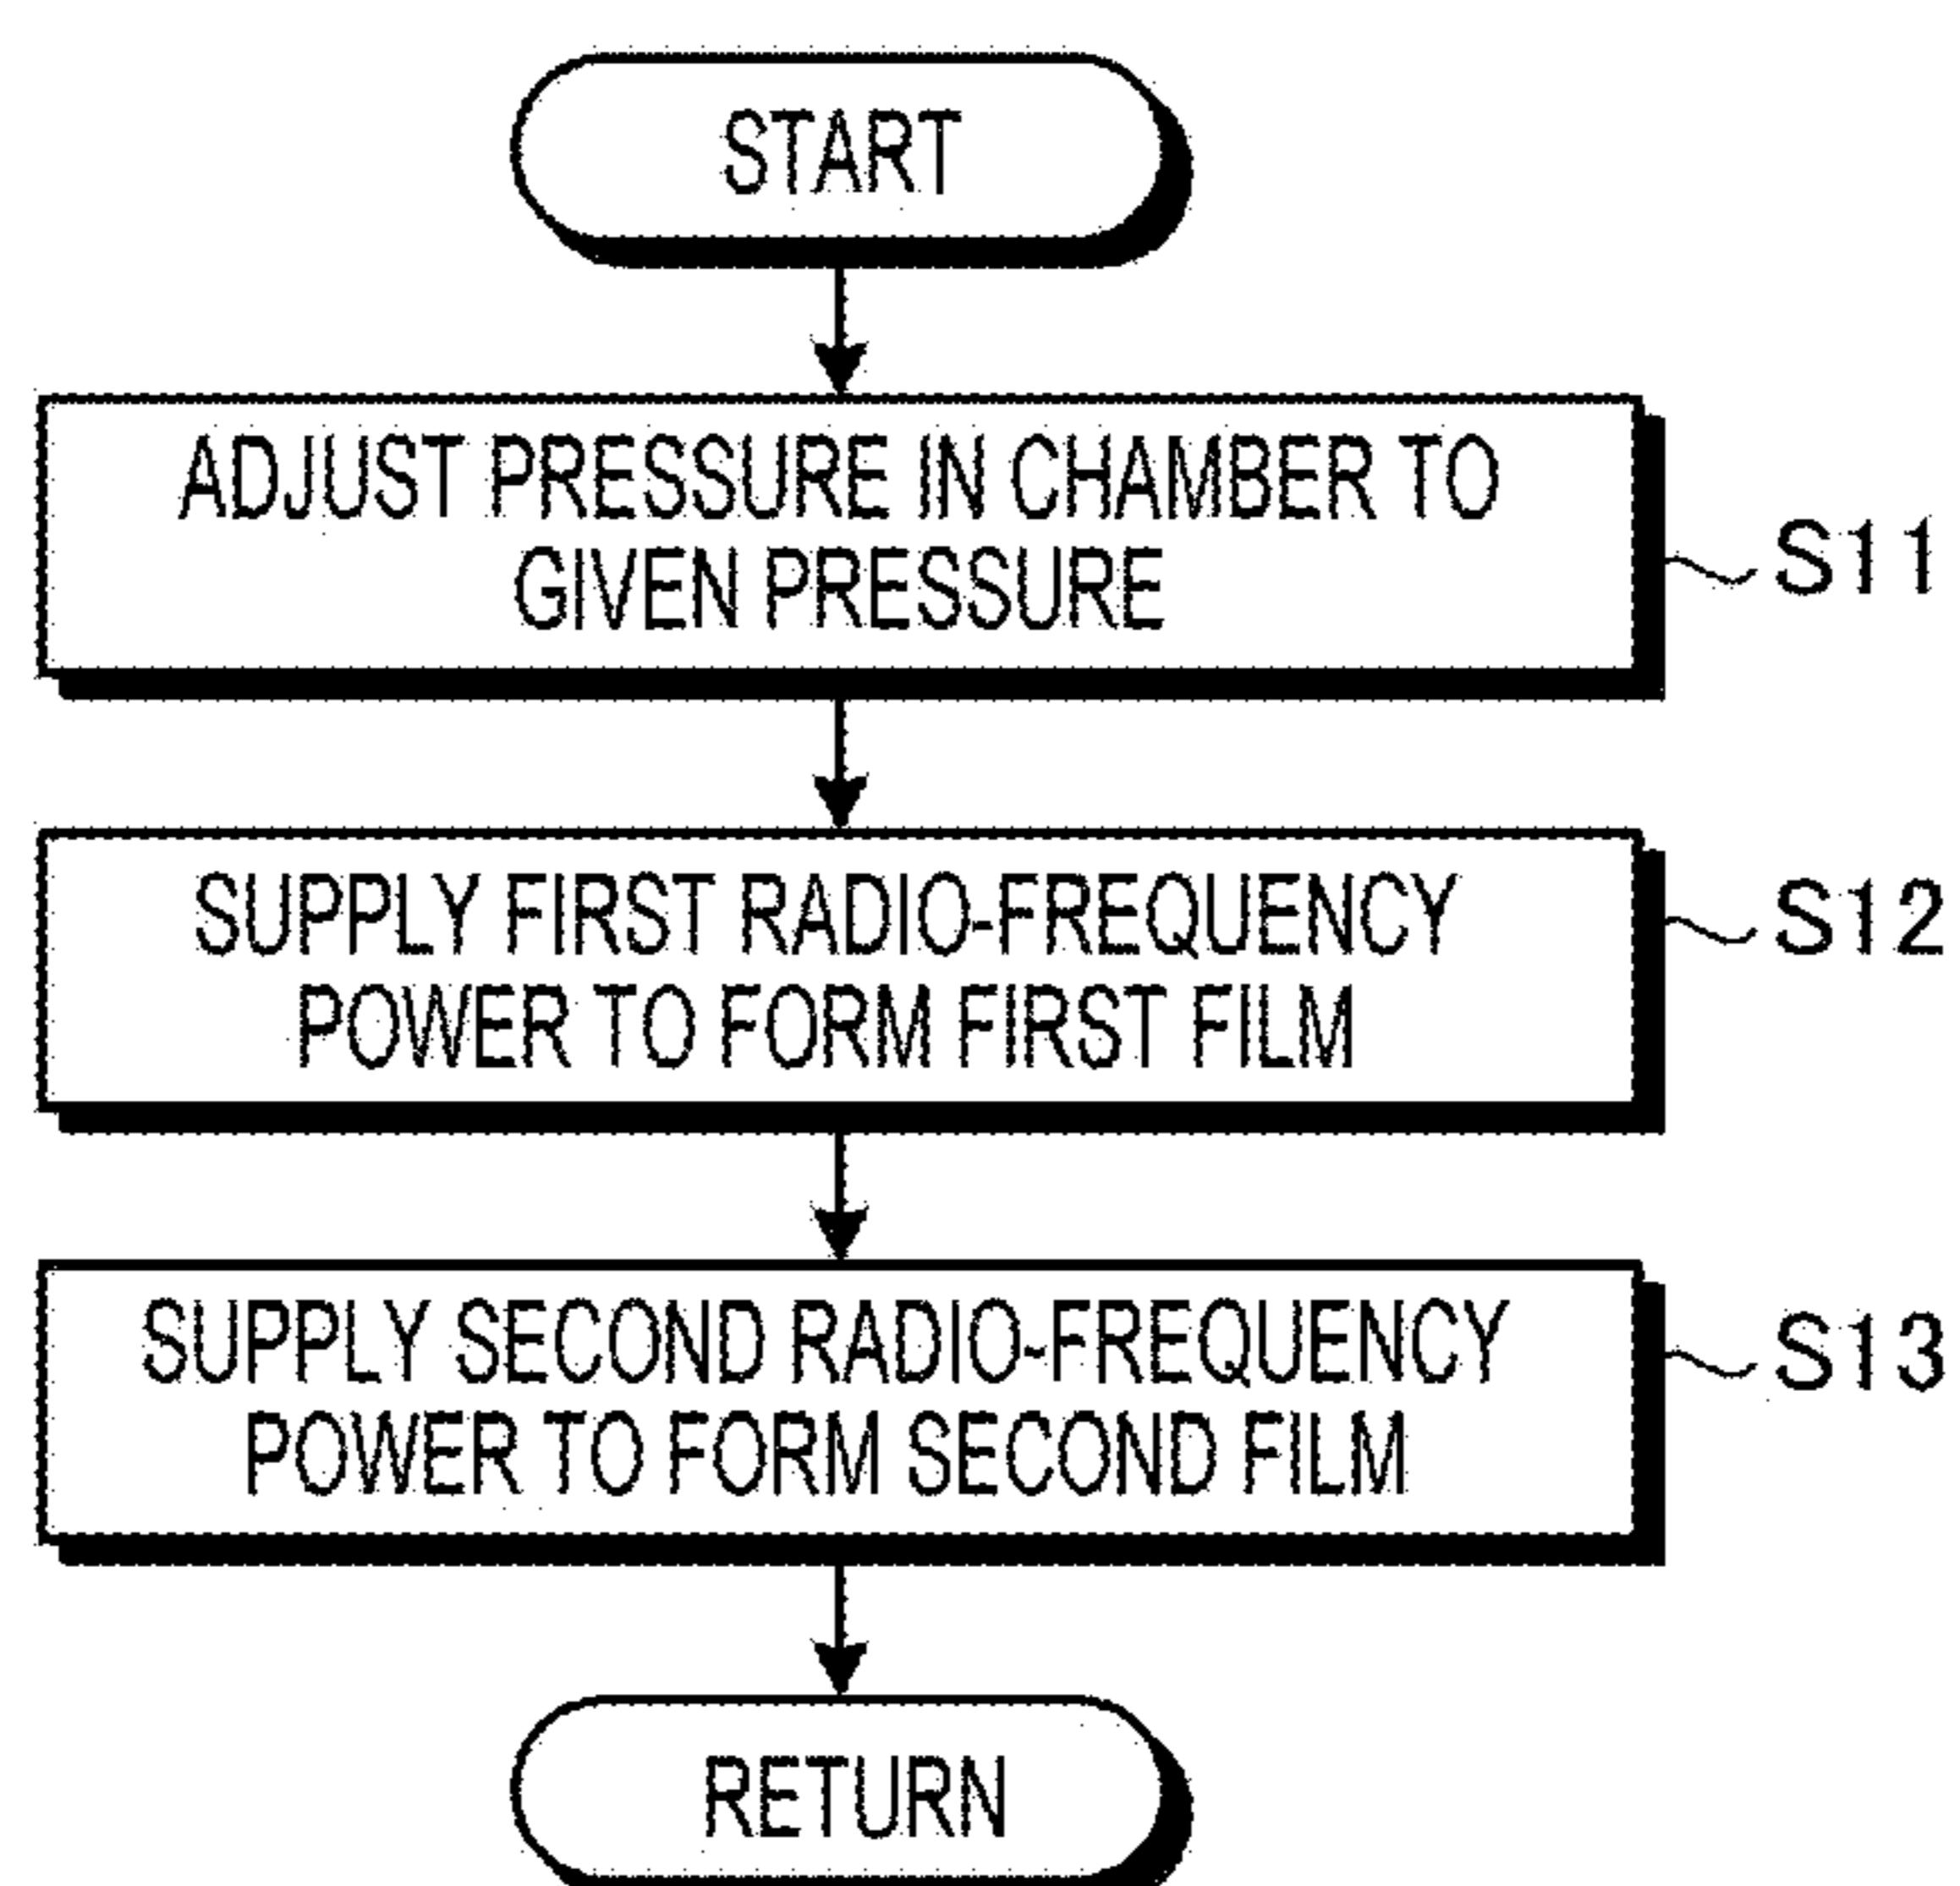 START
ADJUST PRESSURE IN CHAMBER TO
GIVEN PRESSURE
S11
SUPPLY FIRST RADIO-FREQUENCY
POWER TO FORM FIRST FILM
S12
SUPPLY SECOND RADIO-FREQUENCY
POWER TO FORM SECOND FILM
S13
RETURN